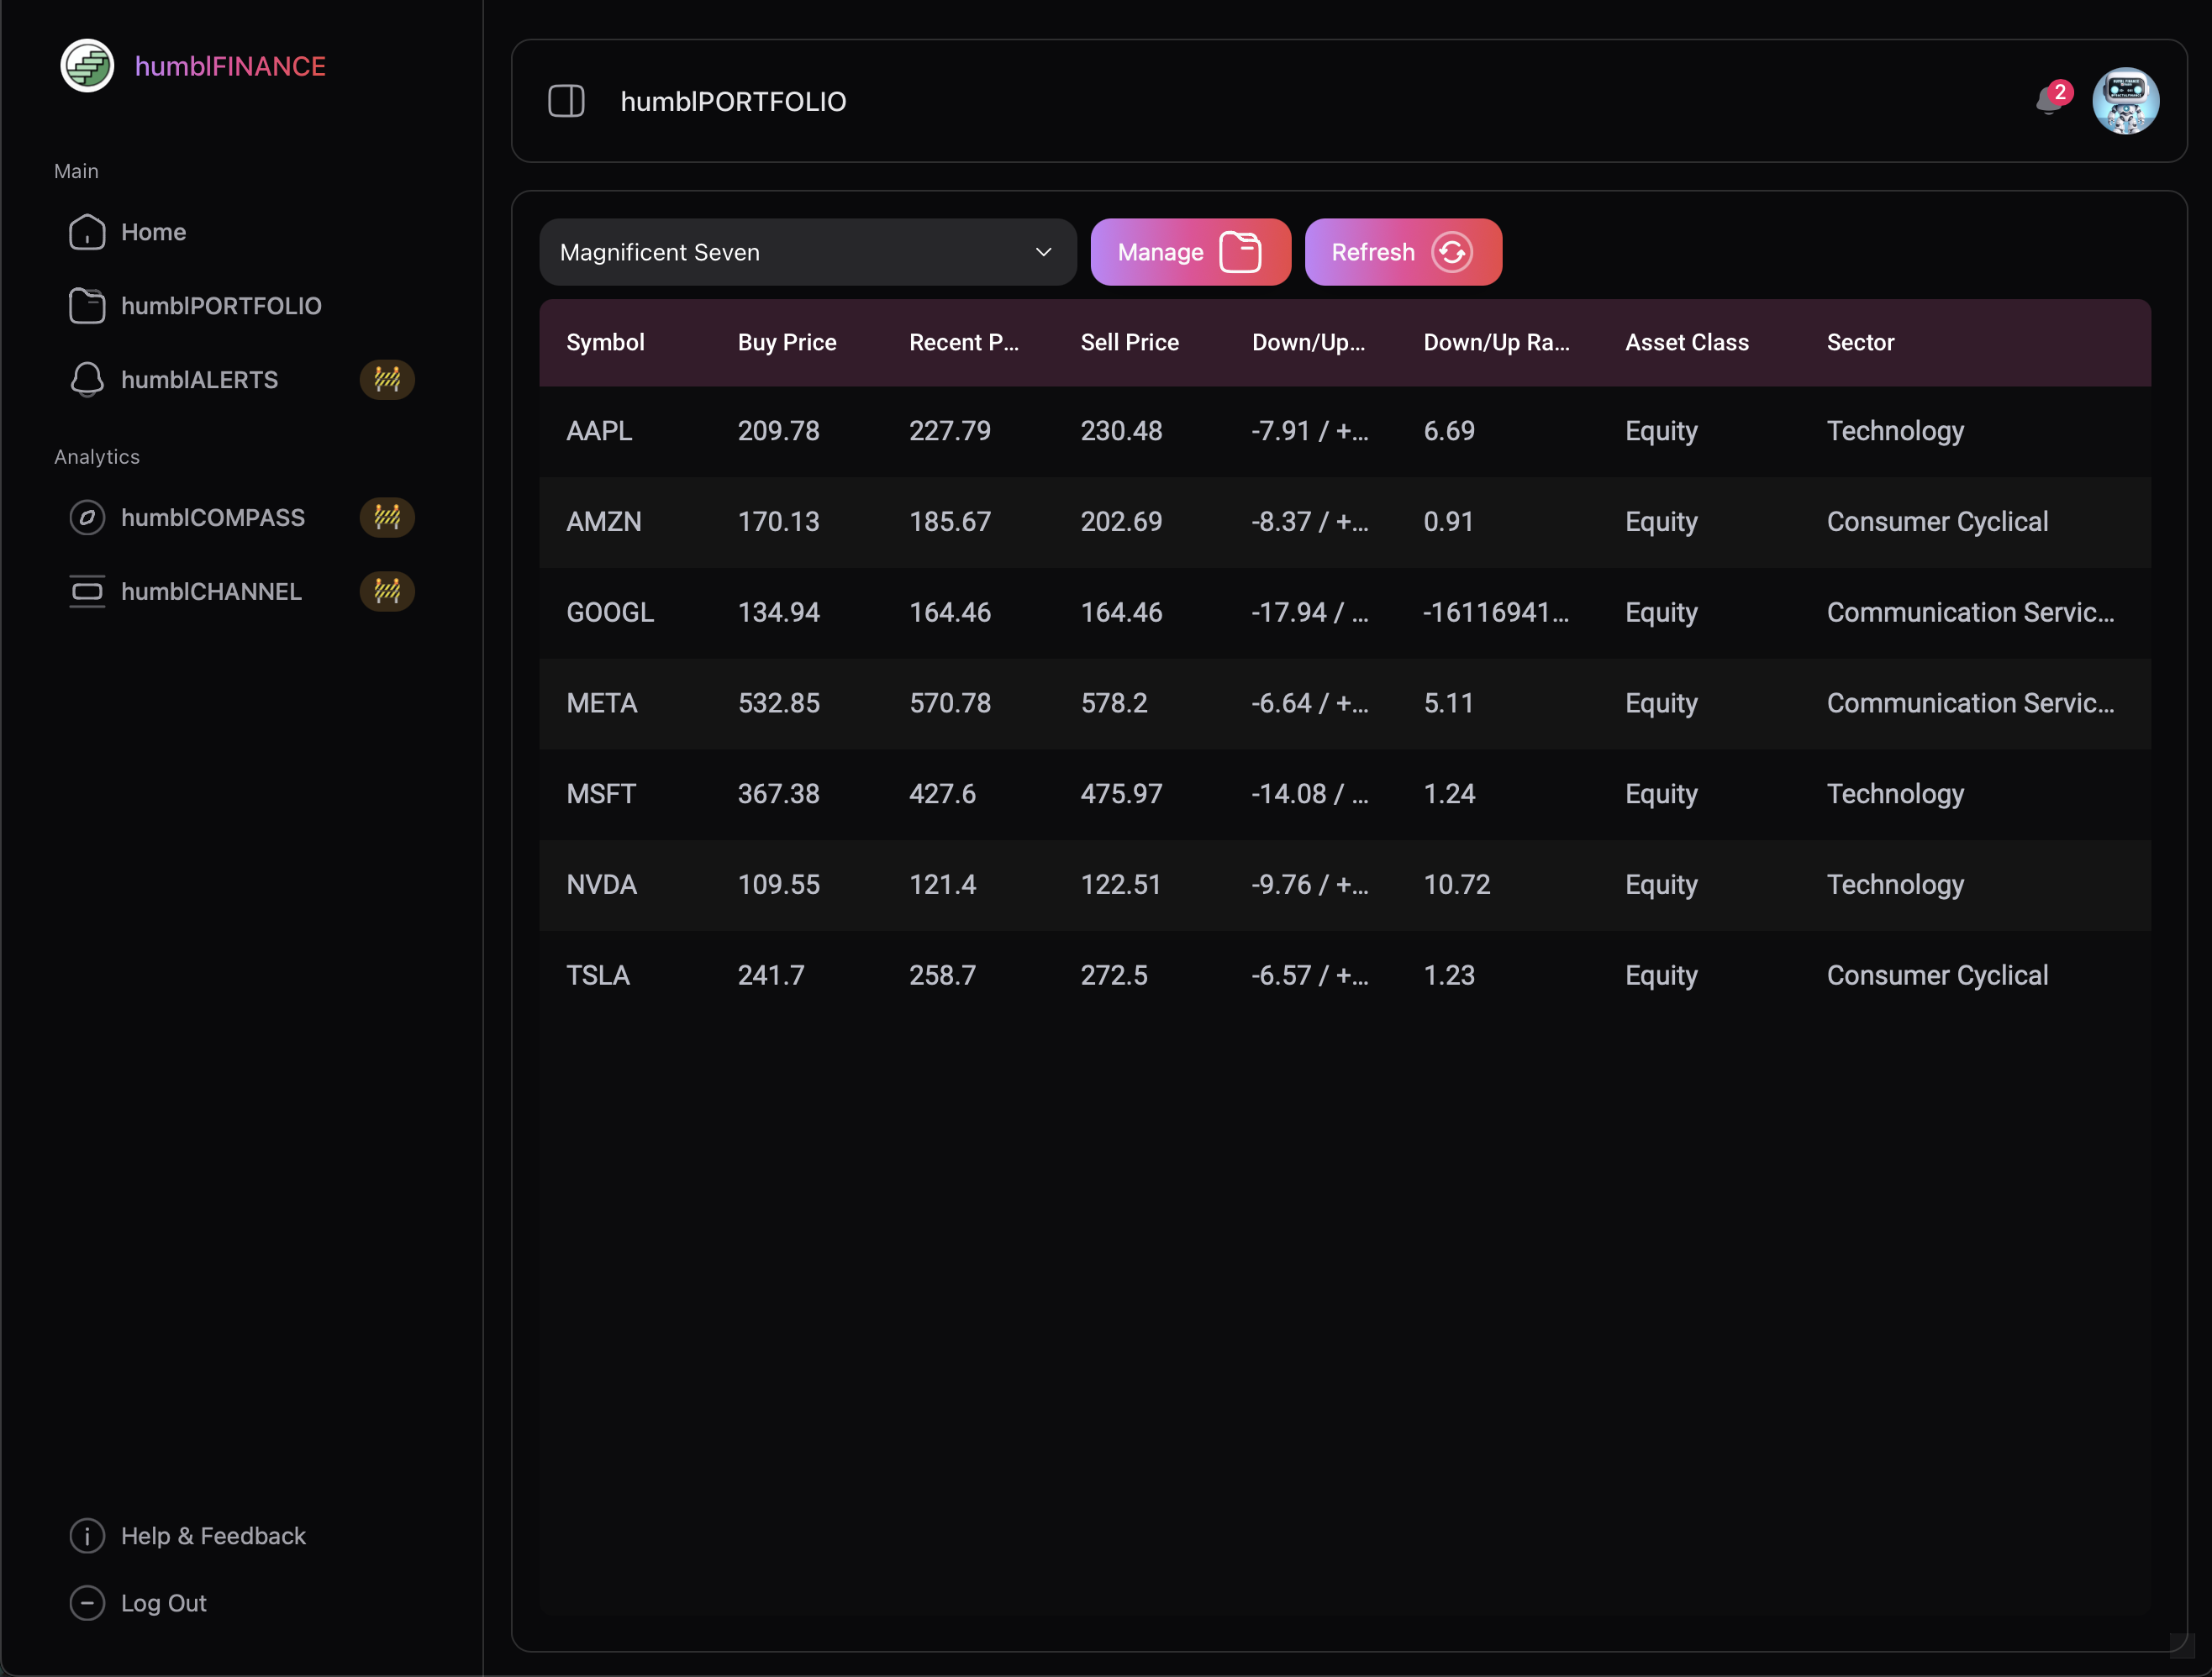 humblFINANCE
Main
Home
humblPORTFOLIO
humblALERTS
Analytics
humblCOMPASS
humblCHANNEL
Help & Feedback
Log Out
humblPORTFOLIO
2
Magnificent Seven
Manage
Refresh
Symbol Buy Price Recent P... Sell Price Down/Up... Down/Up Ra... Asset Class Sector
AAPL 209.78 227.79 230.48 -7.91 / +... 6.69 Equity Technology
AMZN 170.13 185.67 202.69 -8.37 / +... 0.91 Equity Consumer Cyclical
GOOGL 134.94 164.46 164.46 -17.94 / ... -16116941... Equity Communication Servic...
META 532.85 570.78 578.2 -6.64 / +... 5.11 Equity Communication Servic...
MSFT 367.38 427.6 475.97 -14.08 / ... 1.24 Equity Technology
NVDA 109.55 121.4 122.51 -9.76 / +... 10.72 Equity Technology
TSLA 241.7 258.7 272.5 -6.57 / +... 1.23 Equity Consumer Cyclical